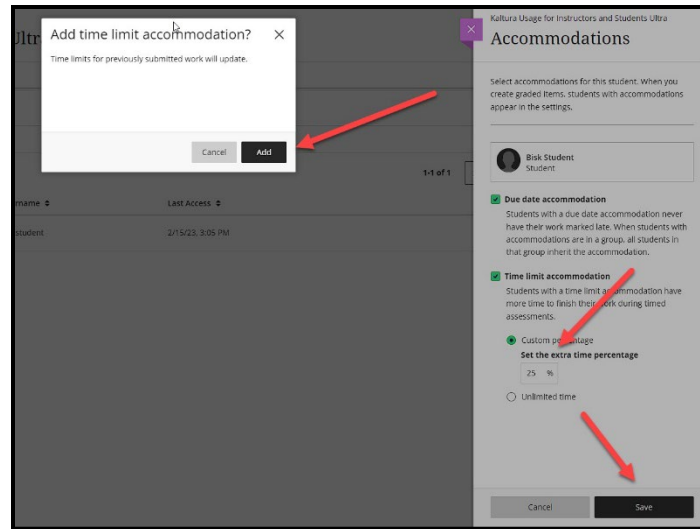 Add time limit accommodation?
Time limits for previously submitted work will update.
Cancel
Add
1-1 of 1
Last Access
student
2/15/23, 3:05 PM
Kaltura Usage for Instructors and Students Ultra
Accommodations
Select accommodations for this student. When you
create graded items, students with accommodations
appear in the settings.
Bisk Student
Student
Due date accommodation
Students with a due date accommodation never
have their work marked late. When students with
accommodations are in a group, all students in
that group inherit the accommodation.
Time limit accommodation
Students with a time limit accommodation have
more time to finish their work during timed
assessments.
Custom percentage
Set the extra time percentage
25 %
Unlimited time
Cancel
Save